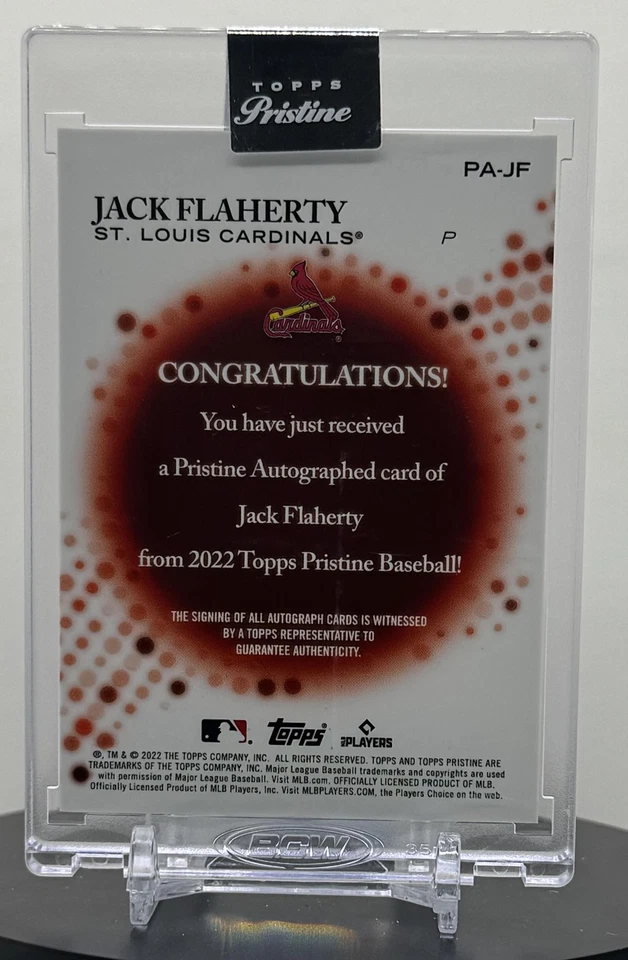 TOPPS
Pristine
PA-JF
JACK FLAHERTY
ST. LOUIS CARDINALS® P
Cardinals®
CONGRATULATIONS!
You have just received
a Pristine Autographed card of
Jack Flaherty
from 2022 Topps Pristine Baseball!
THE SIGNING OF ALL AUTOGRAPH CARDS IS WITNESSED
BY A TOPPS REPRESENTATIVE TO
GUARANTEE AUTHENTICITY.
Topps® PLAYERS
®, TM & © 2022 THE TOPPS COMPANY, INC. ALL RIGHTS RESERVED. TOPPS AND TOPPS PRISTINE ARE
TRADEMARKS OF THE TOPPS COMPANY, INC. Major League Baseball trademarks and copyrights are used
with permission of Major League Baseball. Visit MLB.com. OFFICIALLY LICENSED PRODUCT OF MLB.
Officially Licensed Product of MLB Players, Inc. Visit MLBPLAYERS.COM, the Players Choice on the web.
BCW